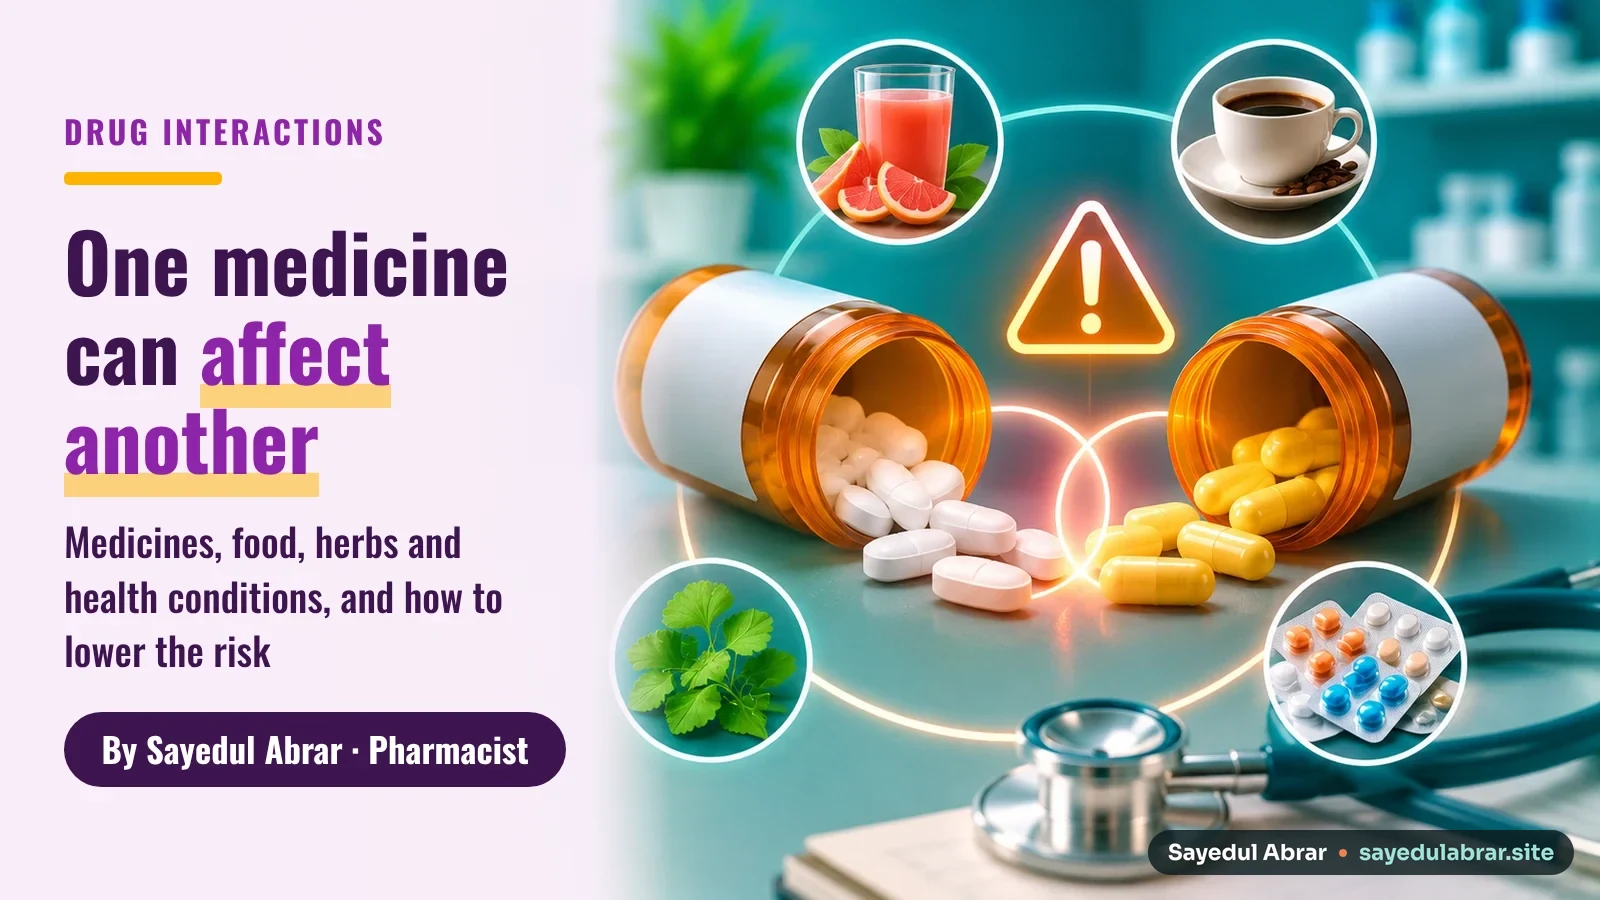 DRUG INTERACTIONS
One medicine
can affect
another
Medicines, food, herbs and
health conditions, and how to
lower the risk
By Sayedul Abrar · Pharmacist
Sayedul Abrar • sayedulabrar.site